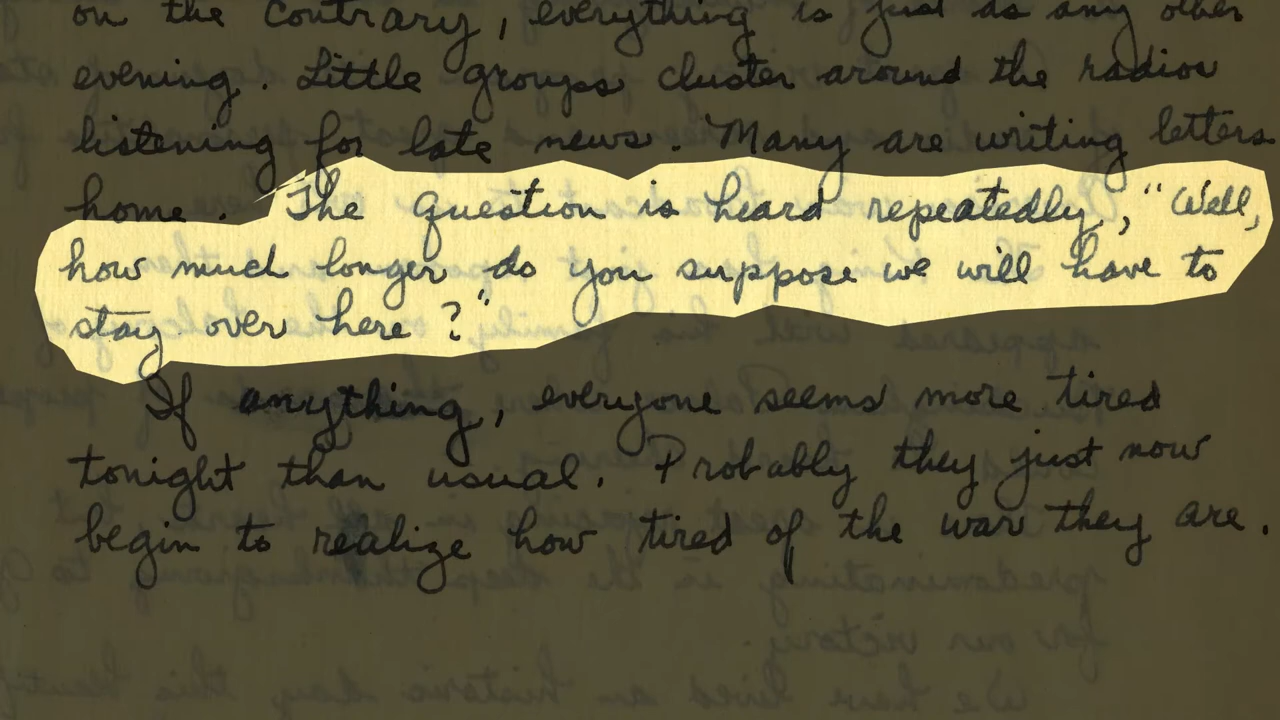 on the contrary, everything is just as any other
evening. Little groups cluster around the radios
listening for late news. Many are writing letters
home. The question is heard repeatedly, "Well,
how much longer do you suppose we will have to
stay over here?"
If anything, everyone seems more tired
tonight than usual. Probably they just now
begin to realize how tired of the war they are.